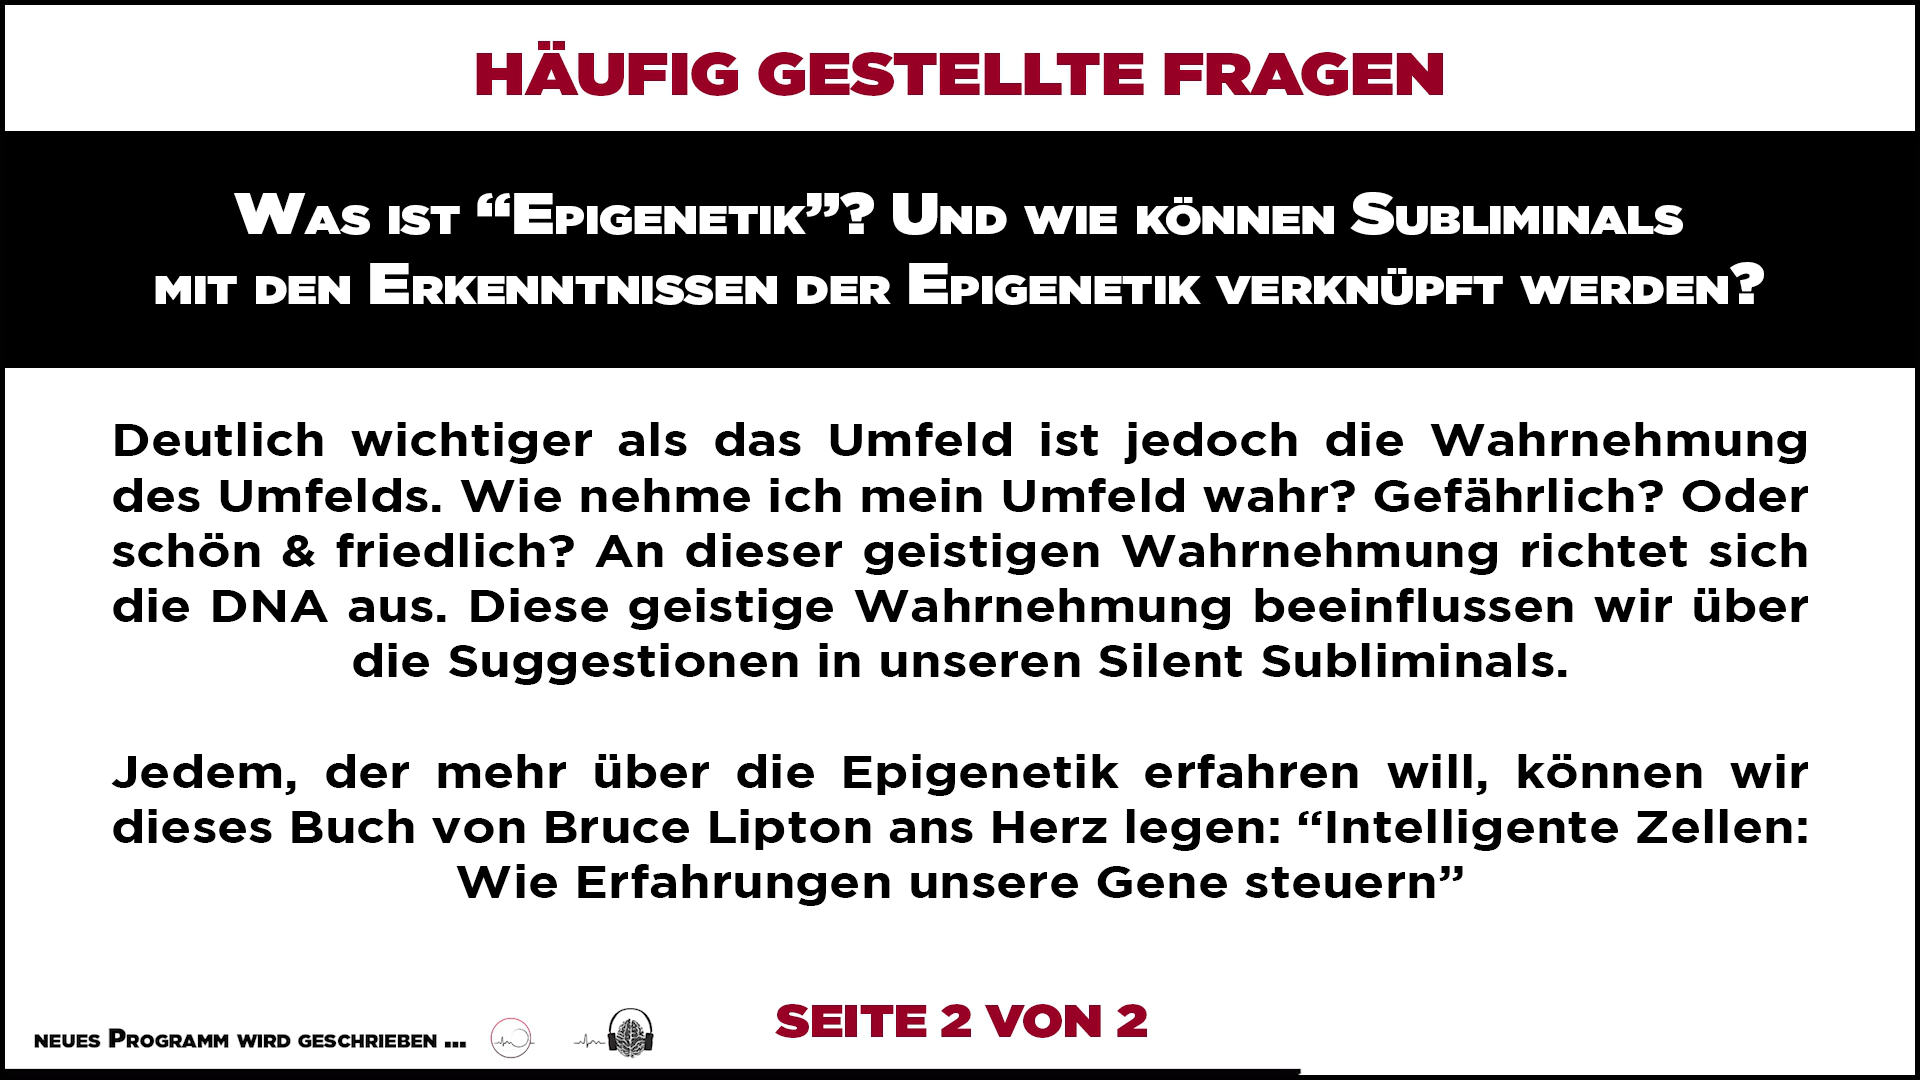 HÄUFIG GESTELLTE FRAGEN
Was ist “Epigenetik”? Und wie können Subliminals
mit den Erkenntnissen der Epigenetik verknüpft werden?
Deutlich wichtiger als das Umfeld ist jedoch die Wahrnehmung
des Umfelds. Wie nehme ich mein Umfeld wahr? Gefährlich? Oder
schön & friedlich? An dieser geistigen Wahrnehmung richtet sich
die DNA aus. Diese geistige Wahrnehmung beeinflussen wir über
die Suggestionen in unseren Silent Subliminals.
Jedem, der mehr über die Epigenetik erfahren will, können wir
dieses Buch von Bruce Lipton ans Herz legen: “Intelligente Zellen:
Wie Erfahrungen unsere Gene steuern”
SEITE 2 VON 2
neues Programm wird geschrieben ...